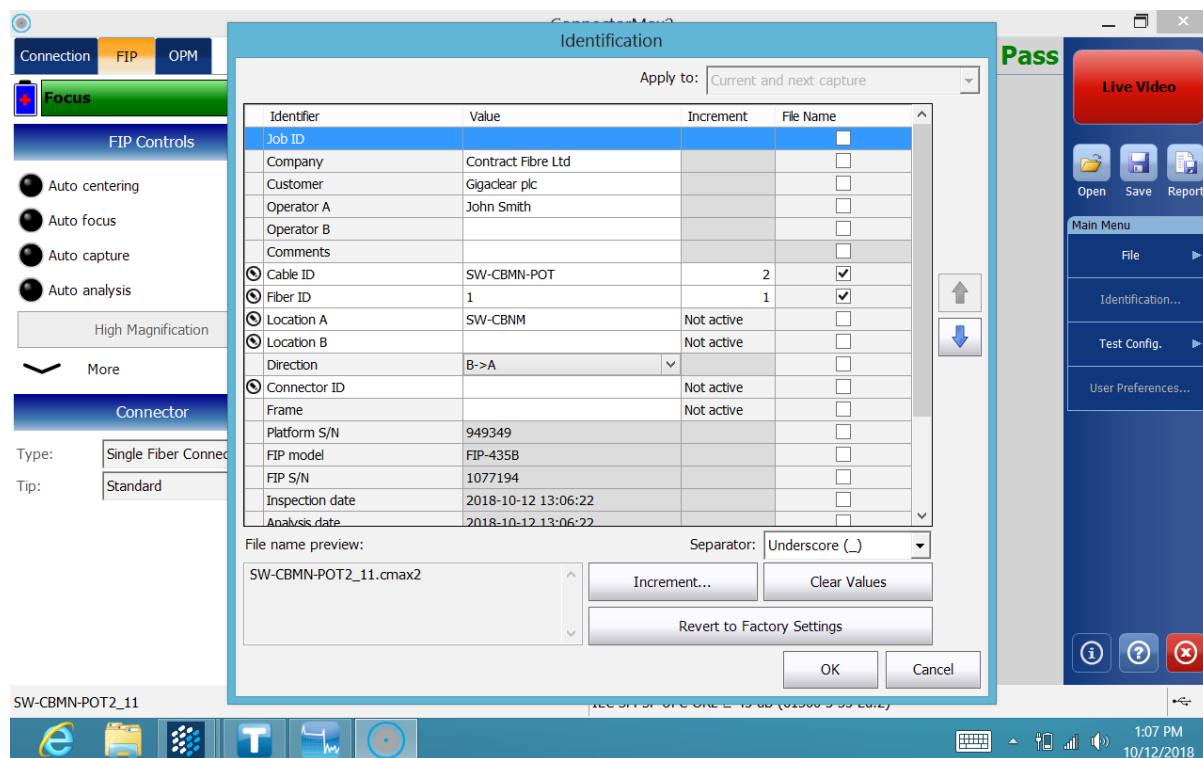 Identification
Connection FIP OPM
Pass
Apply to: Current and next capture
Live Video
Focus
FIP Controls
Auto centering
Auto focus
Auto capture
Auto analysis
High Magnification
More
Connector
Type: Single Fiber Connec
Tip: Standard
Identifier Value Increment File Name
Job ID
Company Contract Fibre Ltd
Customer Gigaclear plc
Operator A John Smith
Operator B
Comments
Cable ID SW-CBMN-POT 2
Fiber ID 1 1
Location A SW-CBNM Not active
Location B Not active
Direction B->A
Connector ID Not active
Frame Not active
Platform S/N 949349
FIP model FIP-435B
FIP S/N 1077194
Inspection date 2018-10-12 13:06:22
Analysis date 2018-10-12 13:06:22
File name preview: Separator: Underscore (_)
SW-CBMN-POT2_11.cmax2
Increment... Clear Values
Revert to Factory Settings
OK Cancel
Open Save Report
Main Menu
File
Identification...
Test Config.
User Preferences...
SW-CBMN-POT2_11
T
1:07 PM
10/12/2018